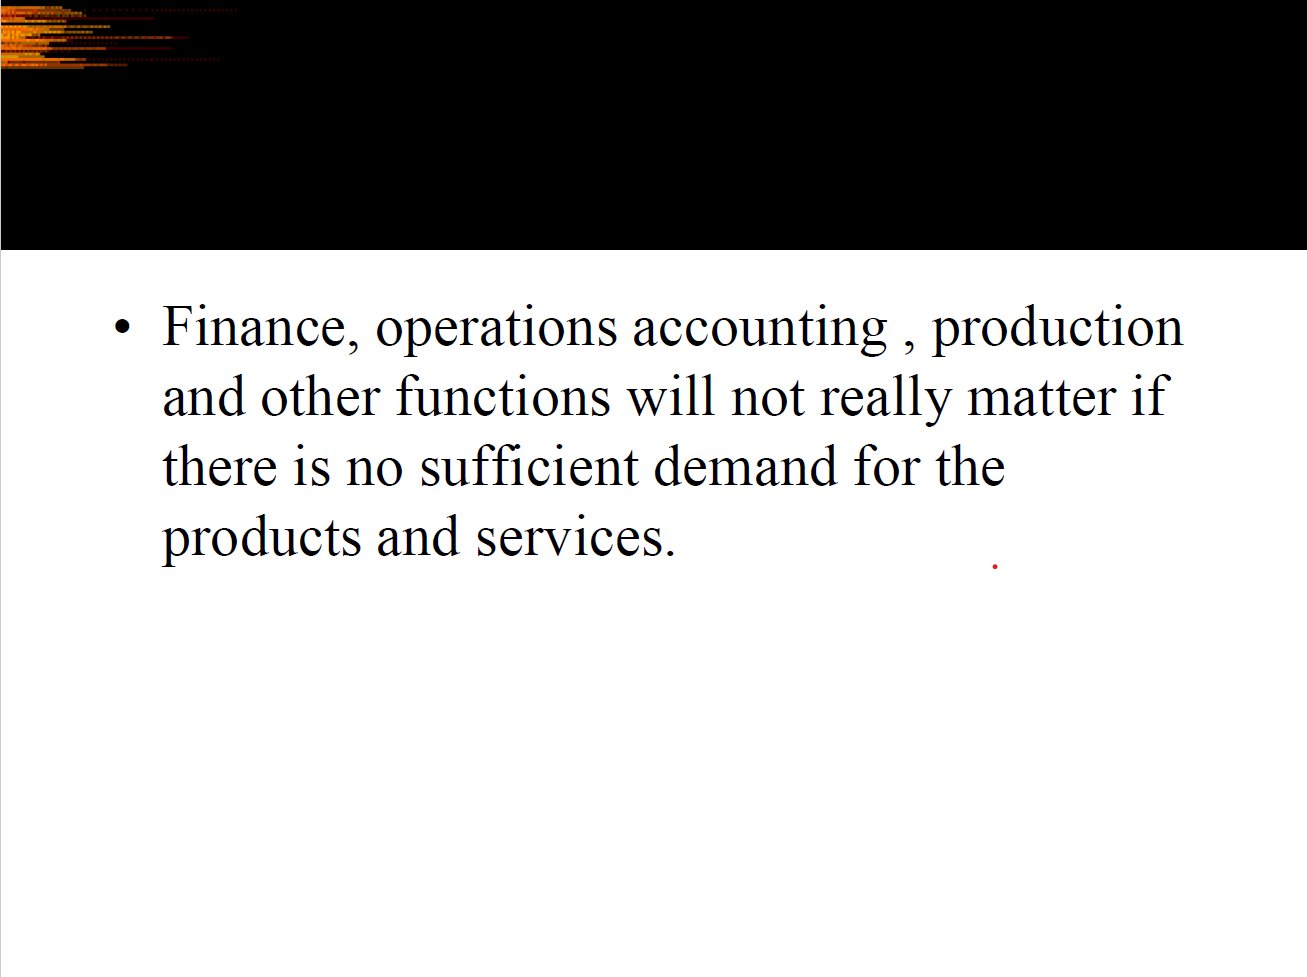 • Finance, operations accounting , production
and other functions will not really matter if
there is no sufficient demand for the
products and services.